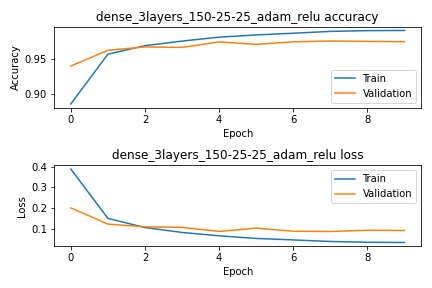 dense_3layers_150-25-25_adam_relu accuracy
Accuracy
0.95
0.90
Train
Validation
0 2 4 6 8
Epoch
dense_3layers_150-25-25_adam_relu loss
Loss
0.4
0.3
0.2
0.1
Train
Validation
0 2 4 6 8
Epoch